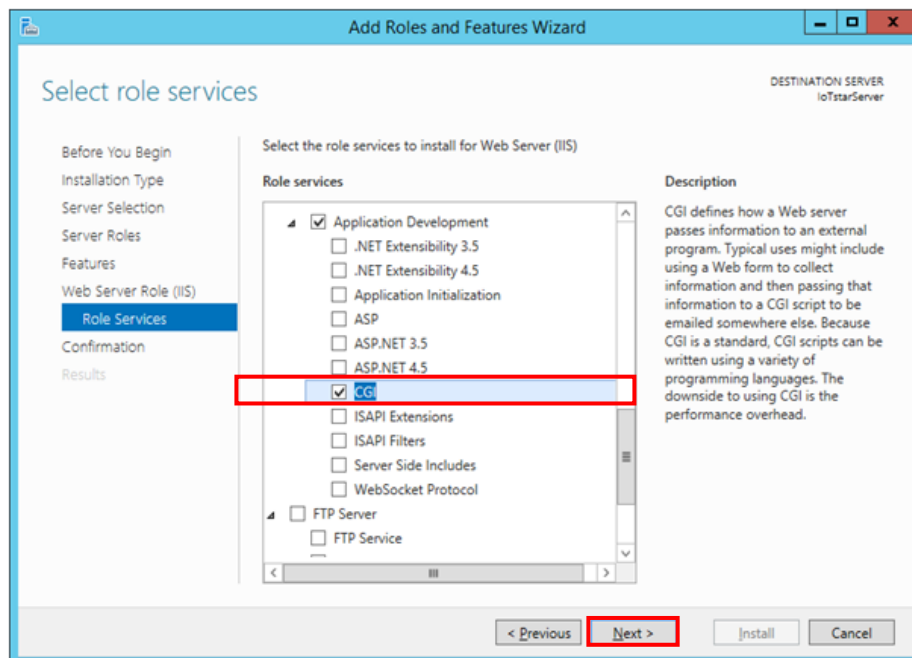 Add Roles and Features Wizard
Select role services
DESTINATION SERVER
IoTstarServer
Before You Begin
Installation Type
Server Selection
Server Roles
Features
Web Server Role (IIS)
Role Services
Confirmation
Results
Select the role services to install for Web Server (IIS)
Role services
Application Development
.NET Extensibility 3.5
.NET Extensibility 4.5
Application Initialization
ASP
ASP.NET 3.5
ASP.NET 4.5
CGI
ISAPI Extensions
ISAPI Filters
Server Side Includes
WebSocket Protocol
FTP Server
FTP Service
Description
CGI defines how a Web server
passes information to an external
program. Typical uses might include
using a Web form to collect
information and then passing that
information to a CGI script to be
emailed somewhere else. Because
CGI is a standard, CGI scripts can be
written using a variety of
programming languages. The
downside to using CGI is the
performance overhead.
< Previous
Next >
Install
Cancel